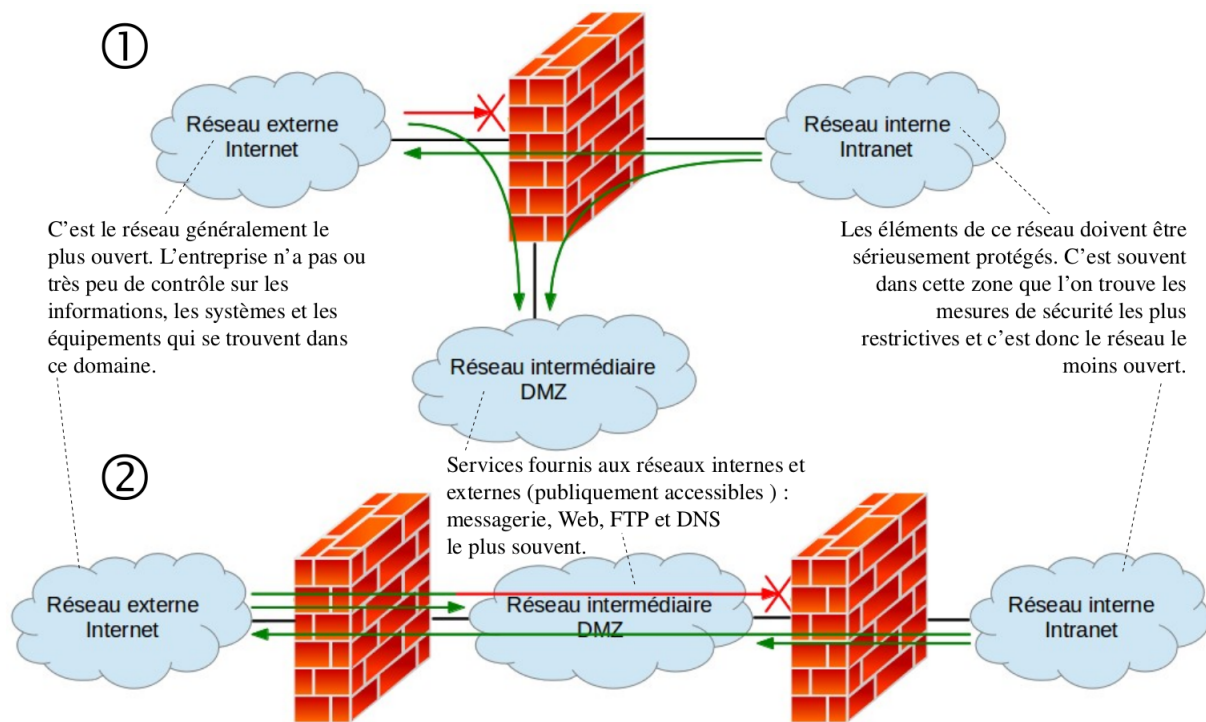 ①
Réseau externe
Internet
Réseau interne
Intranet
C’est le réseau généralement le
plus ouvert. L’entreprise n’a pas ou
très peu de contrôle sur les
informations, les systèmes et les
équipements qui se trouvent dans
ce domaine.
Les éléments de ce réseau doivent être
sérieusement protégés. C’est souvent
dans cette zone que l’on trouve les
mesures de sécurité les plus
restrictives et c’est donc le réseau le
moins ouvert.
Réseau intermédiaire
DMZ
②
Services fournis aux réseaux internes et
externes (publiquement accessibles ) :
messagerie, Web, FTP et DNS
le plus souvent.
Réseau externe
Internet
Réseau intermédiaire
DMZ
Réseau interne
Intranet